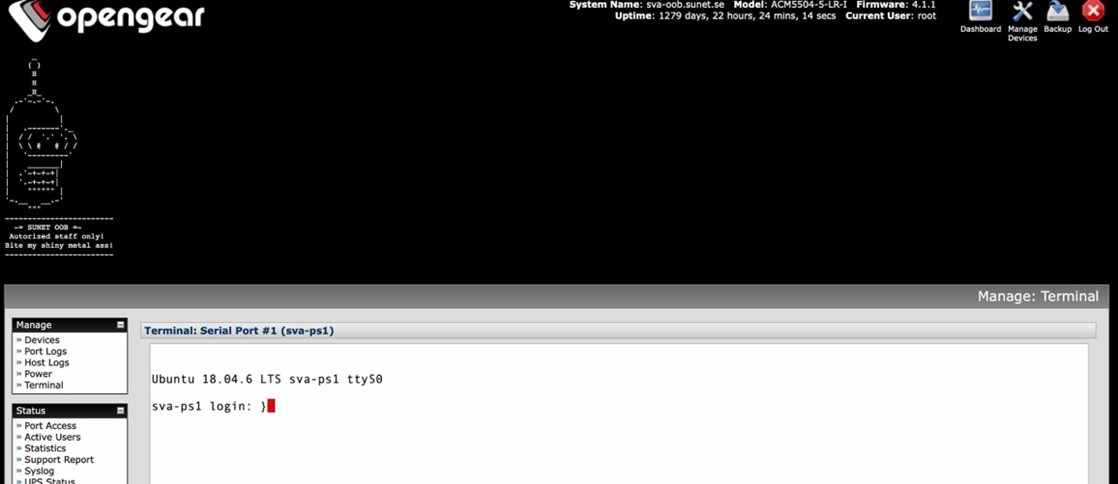 opengear
System Name: sva-oob.sunet.se Model: ACM5504-5-LR-I Firmware: 4.1.1
Uptime: 1279 days, 22 hours, 24 mins, 14 secs Current User: root
Dashboard
Manage Devices
Backup
Log Out
-= SUNET OOB =-
Autorized staff only!
Bite my shiny metal ass!
Manage: Terminal
Manage
» Devices
» Port Logs
» Host Logs
» Power
» Terminal
Status
» Port Access
» Active Users
» Statistics
» Support Report
» Syslog
» UPS Status
Terminal: Serial Port #1 (sva-ps1)
Ubuntu 18.04.6 LTS sva-ps1 ttyS0
sva-ps1 login: }